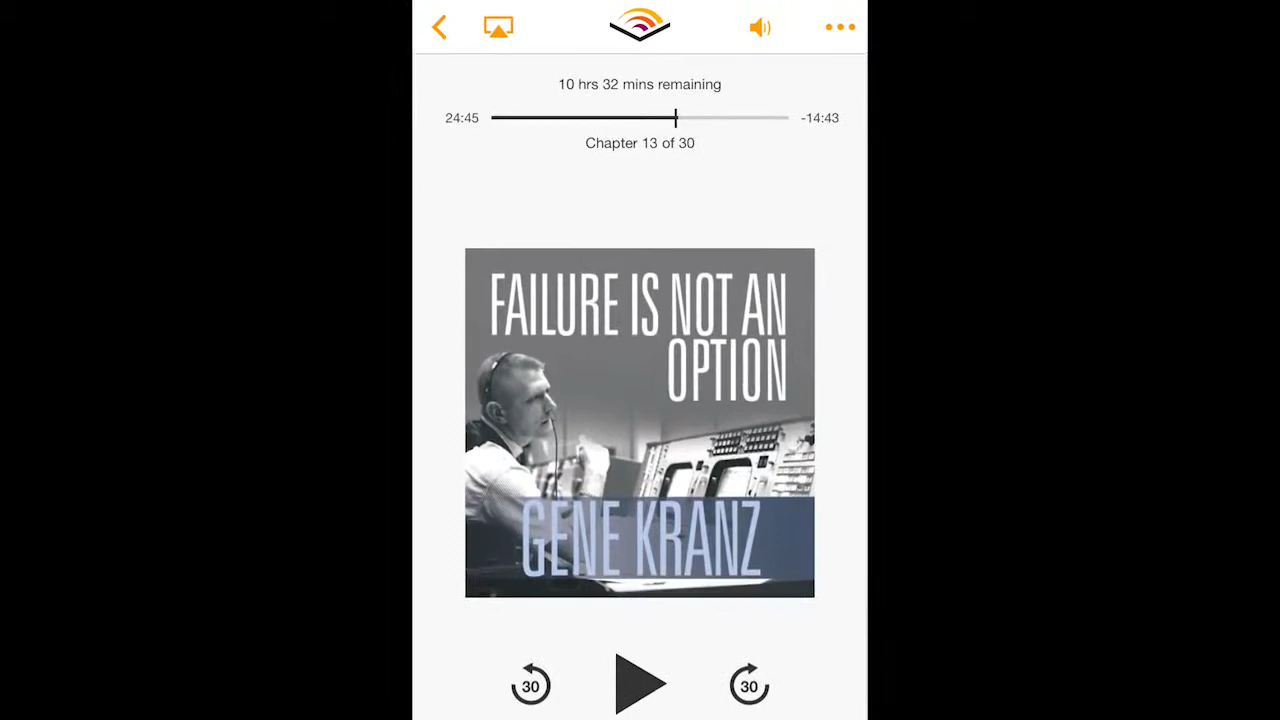 10 hrs 32 mins remaining
24:45 -14:43
Chapter 13 of 30
FAILURE IS NOT AN
OPTION
GENE KRANZ
30 30